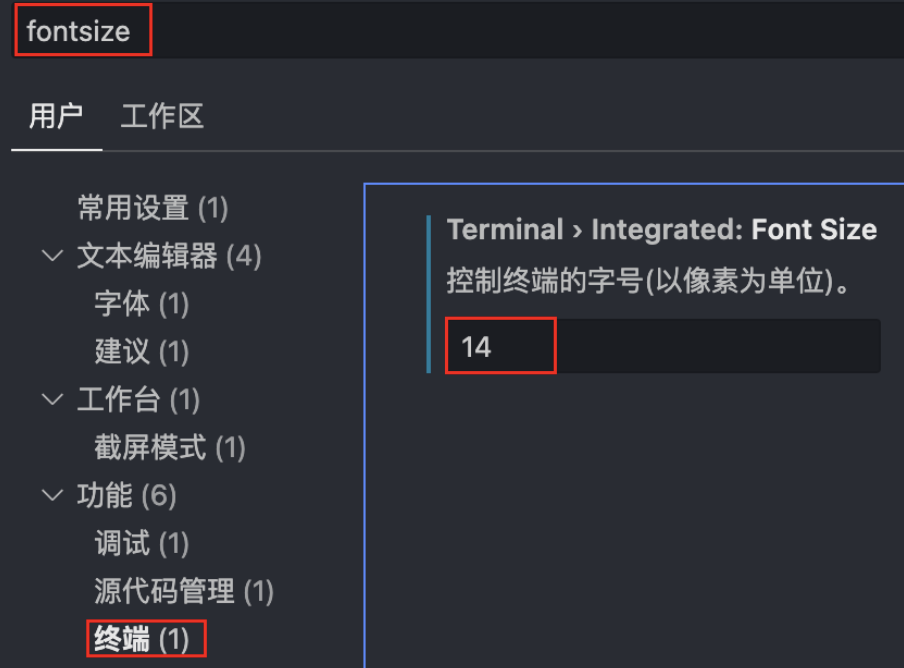 fontsize
用户 工作区
常用设置 (1)
文本编辑器 (4)
字体 (1)
建议 (1)
工作台 (1)
截屏模式 (1)
功能 (6)
调试 (1)
源代码管理 (1)
终端 (1)
Terminal › Integrated: Font Size
控制终端的字号(以像素为单位)。
14